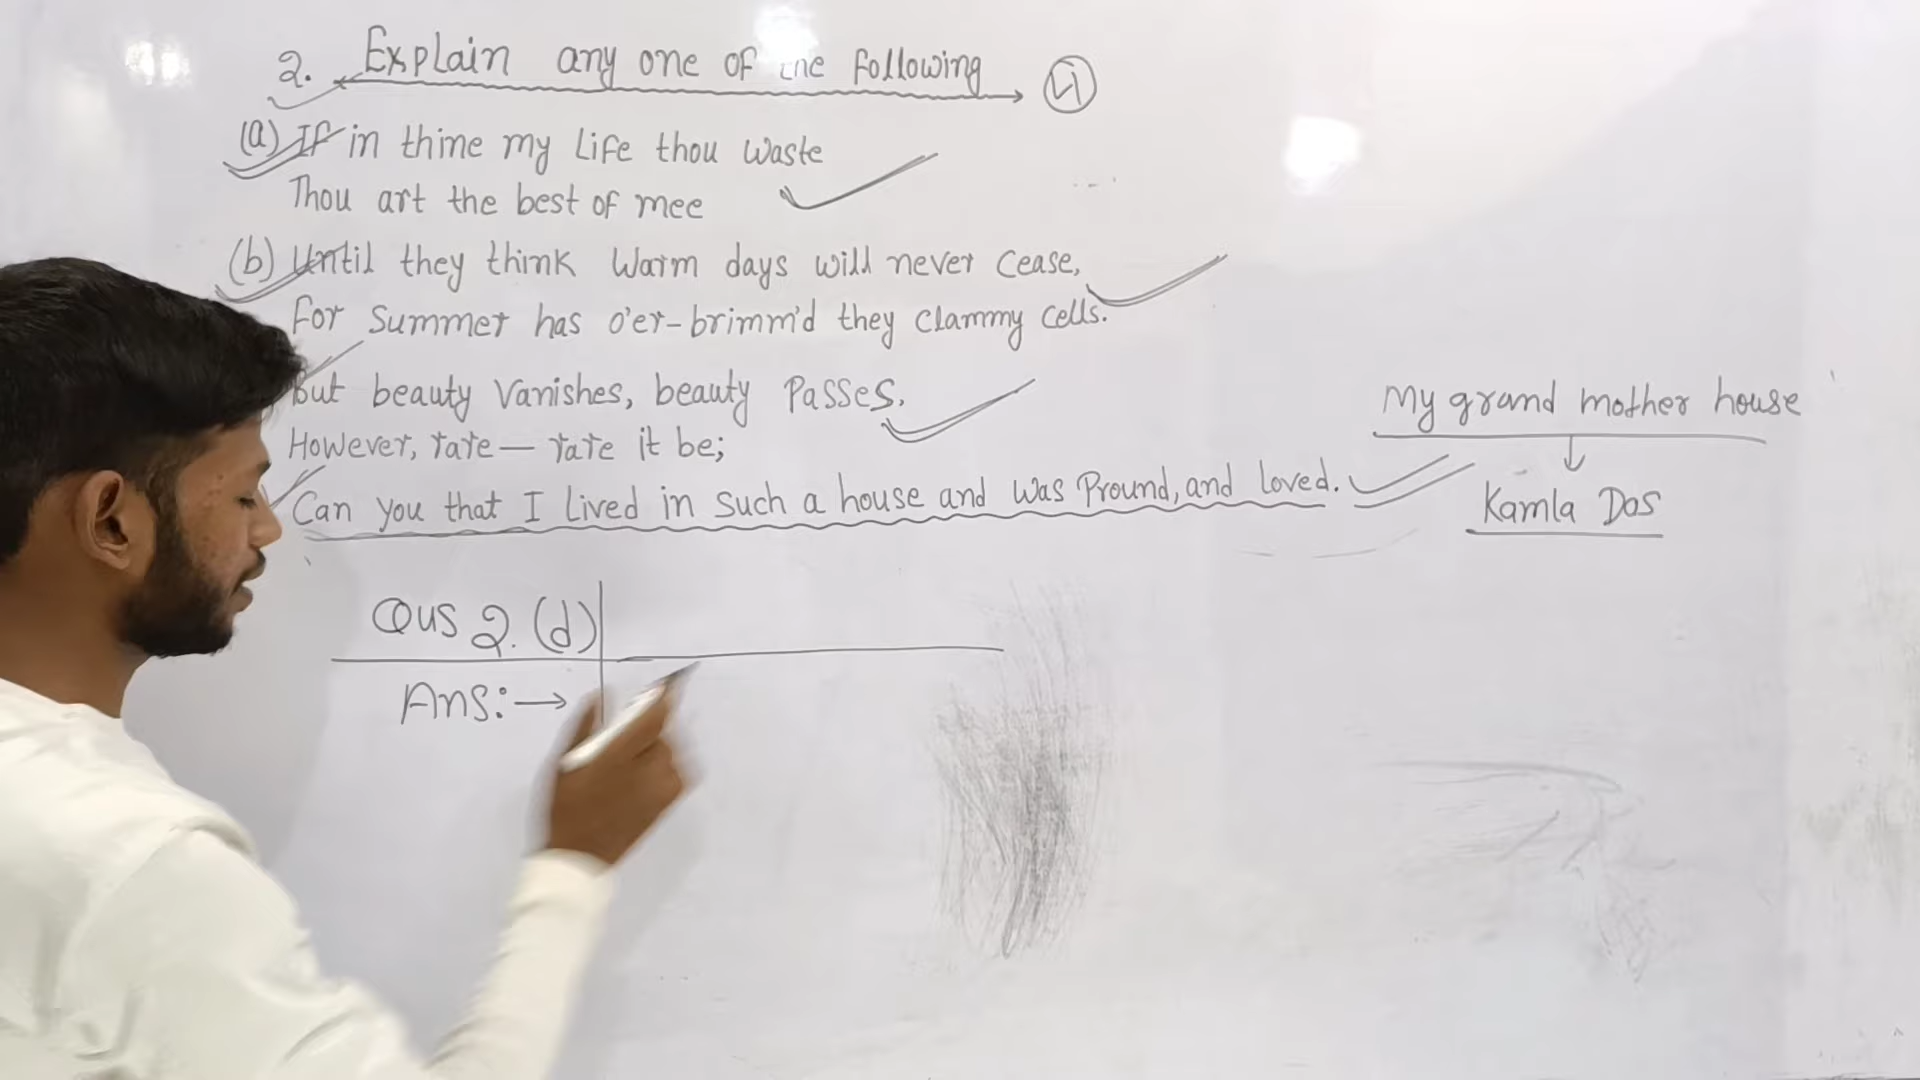 2. Explain any one of the following (4)
(a) If in thine my Life thou waste
Thou art the best of mee
(b) Until they think warm days will never cease,
For Summer has o'er-brimm'd they clammy cells.
But beauty Vanishes, beauty Passes.
However, rare— rare it be;
Can you that I Lived in such a house and was Pround, and loved.
My grand mother house
Kamla Das
Qus 2. (d)
Ans:→